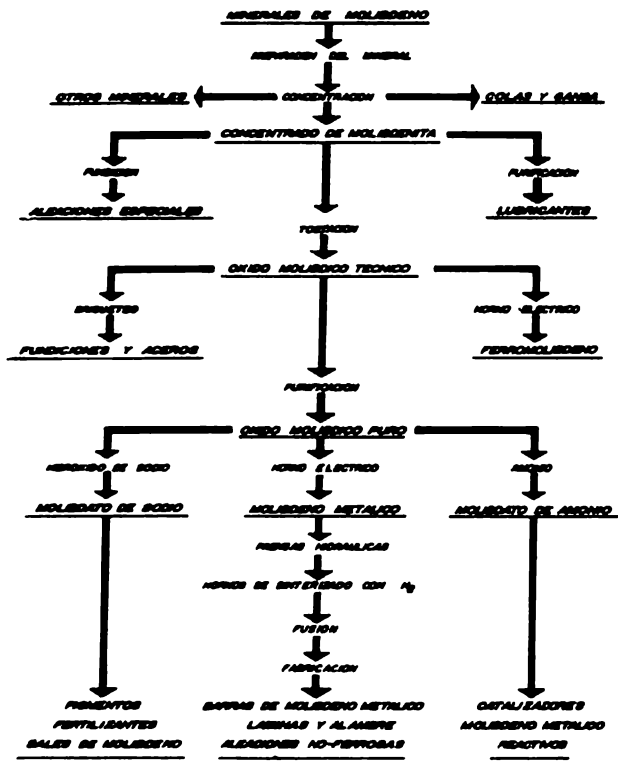 MINERALES DE MOLIBDENO
PREPARACION DEL MINERAL
OTROS MINERALES
CONCENTRACION
COLAS Y GANGA
CONCENTRADO DE MOLIBDENITA
FUNDICION
PURIFICACION
ALEACIONES ESPECIALES
LUBRICANTES
TOSTACION
OXIDO MOLIBDICO TECNICO
BRIQUETES
HORNO ELECTRICO
FUNDICIONES Y ACEROS
FERROMOLIBDENO
PURIFICACION
OXIDO MOLIBDICO PURO
HIDROXIDO DE SODIO
HORNO ELECTRICO
AMONIO
MOLIBDATO DE SODIO
MOLIBDENO METALICO
MOLIBDATO DE AMONIO
PRENSAS HIDRAULICAS
HORNOS DE SINTERIZADO CON H2
FUSION
FABRICACION
PIGMENTOS
FERTILIZANTES
SALES DE MOLIBDENO
BARRAS DE MOLIBDENO METALICO
LAMINAS Y ALAMBRE
ALEACIONES NO-FERROSAS
CATALIZADORES
MOLIBDENO METALICO
REACTIVOS